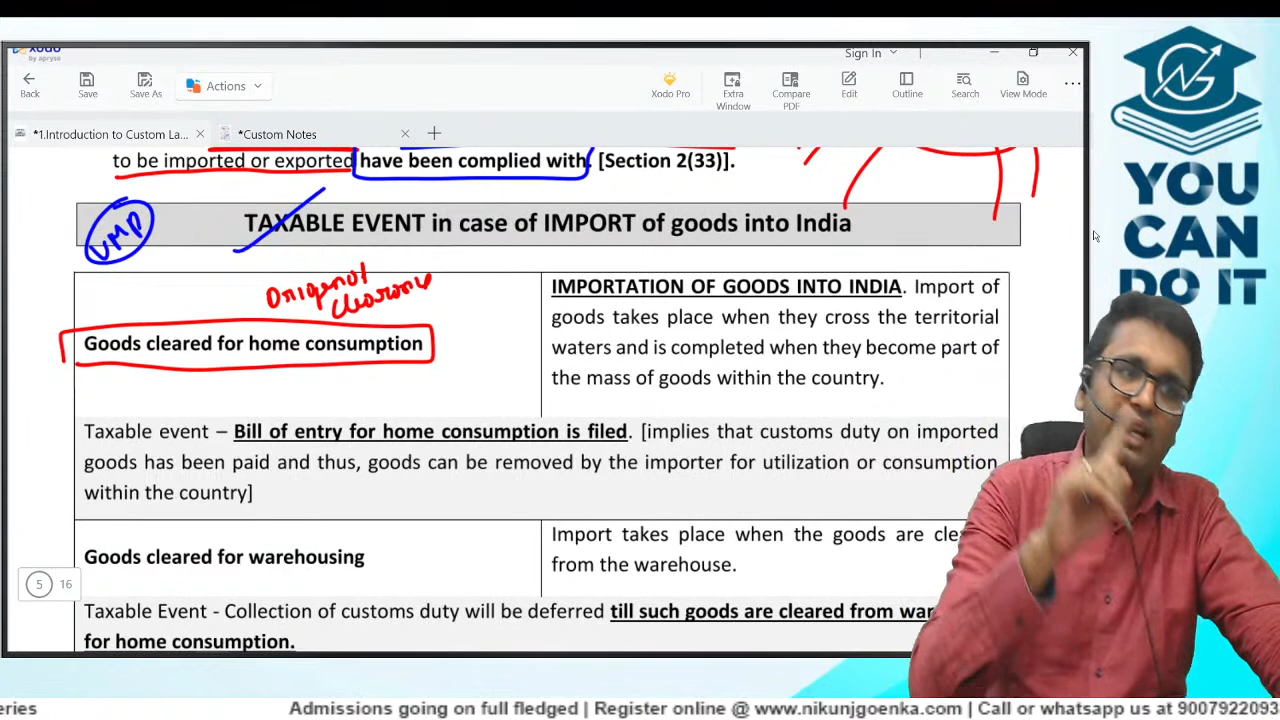 xodo
by apryse
Sign In
Back
Save
Save As
Actions
Xodo Pro
Extra Window
Compare PDF
Edit
Outline
Search
View Mode
*1.Introduction to Custom La...
*Custom Notes
to be imported or exported have been complied with. [Section 2(33)].
VMP
TAXABLE EVENT in case of IMPORT of goods into India
Goods cleared for home consumption
IMPORTATION OF GOODS INTO INDIA. Import of
goods takes place when they cross the territorial
waters and is completed when they become part of
the mass of goods within the country.
Taxable event – Bill of entry for home consumption is filed. [implies that customs duty on imported
goods has been paid and thus, goods can be removed by the importer for utilization or consumption
within the country]
Goods cleared for warehousing
Import takes place when the goods are
from the warehouse.
Taxable Event - Collection of customs duty will be deferred till such goods are cleared from
for home consumption.
5 16
YOU
CAN
DO IT
eries
Admissions going on full fledged | Register online @ www.nikunjgoenka.com | Call or whatsapp us at 9007922093